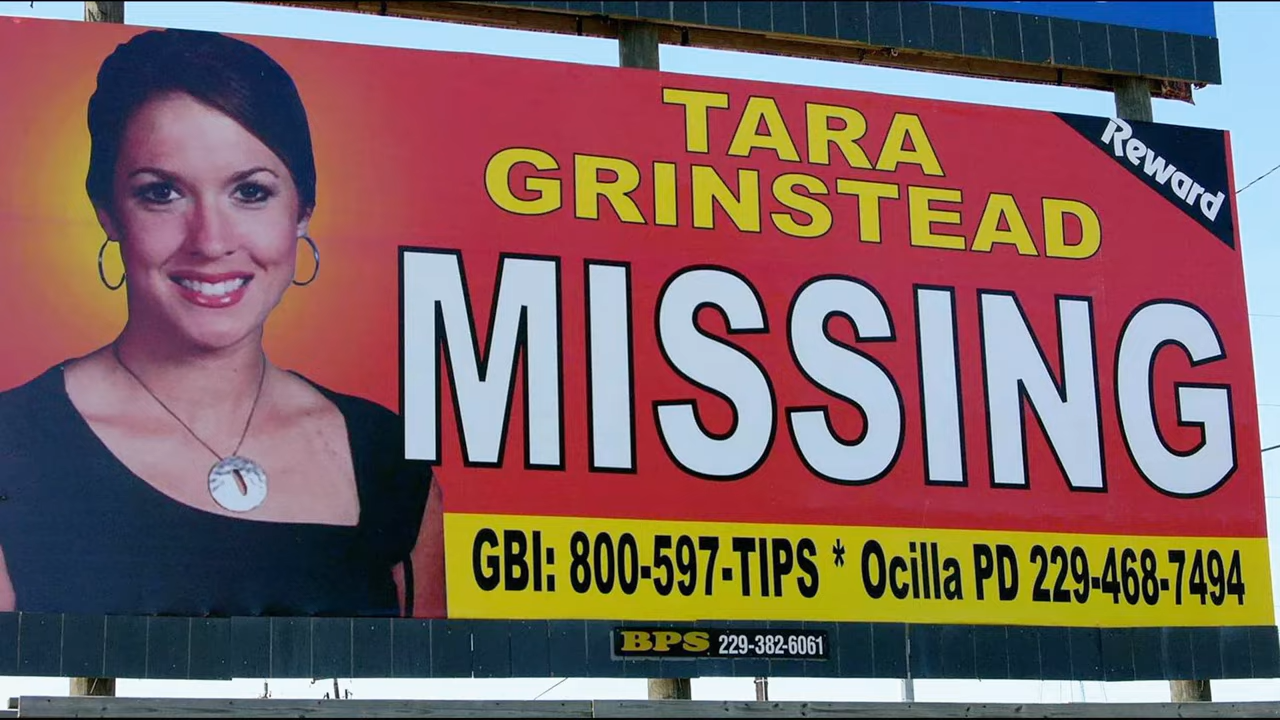 TARA
GRINSTEAD
Reward
MISSING
GBI: 800-597-TIPS * Ocilla PD 229-468-7494
BPS 229-382-6061